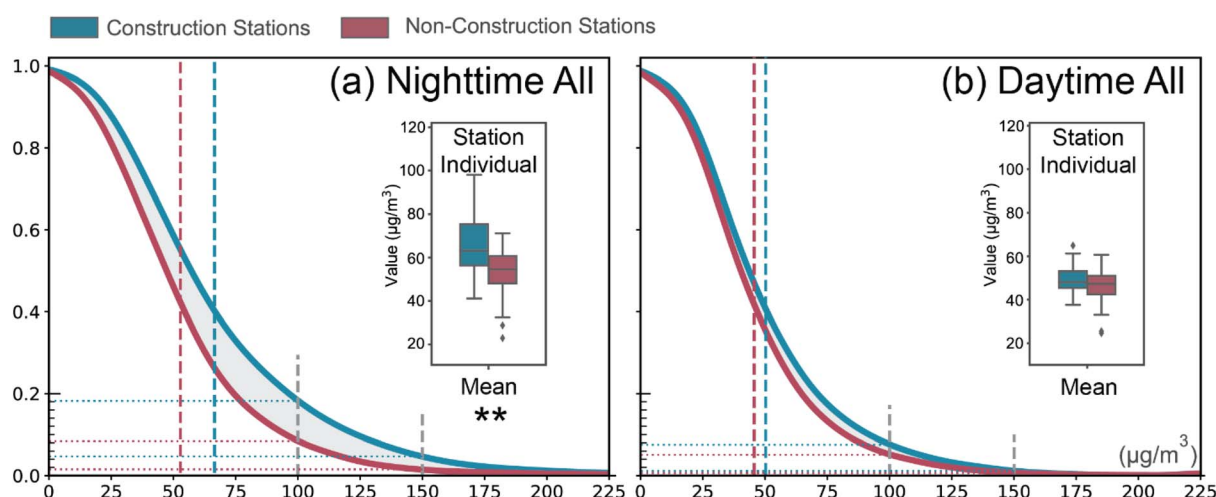 Construction Stations Non-Construction Stations
(a) Nighttime All
1.0
0.8
0.6
0.4
0.2
0.0
0 25 50 75 100 125 150 175 200 225
Station
Individual
Value (μg/m³)
120
100
80
60
40
20
Mean
**
(b) Daytime All
Station
Individual
Value (μg/m³)
120
100
80
60
40
20
Mean
(μg/m³)
0 25 50 75 100 125 150 175 200 225